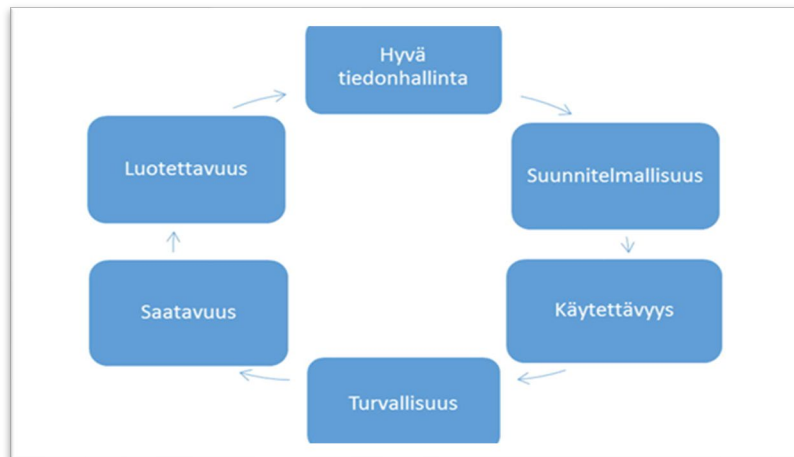 Hyvä
tiedonhallinta
Suunnitelmallisuus
Käytettävyys
Turvallisuus
Saatavuus
Luotettavuus